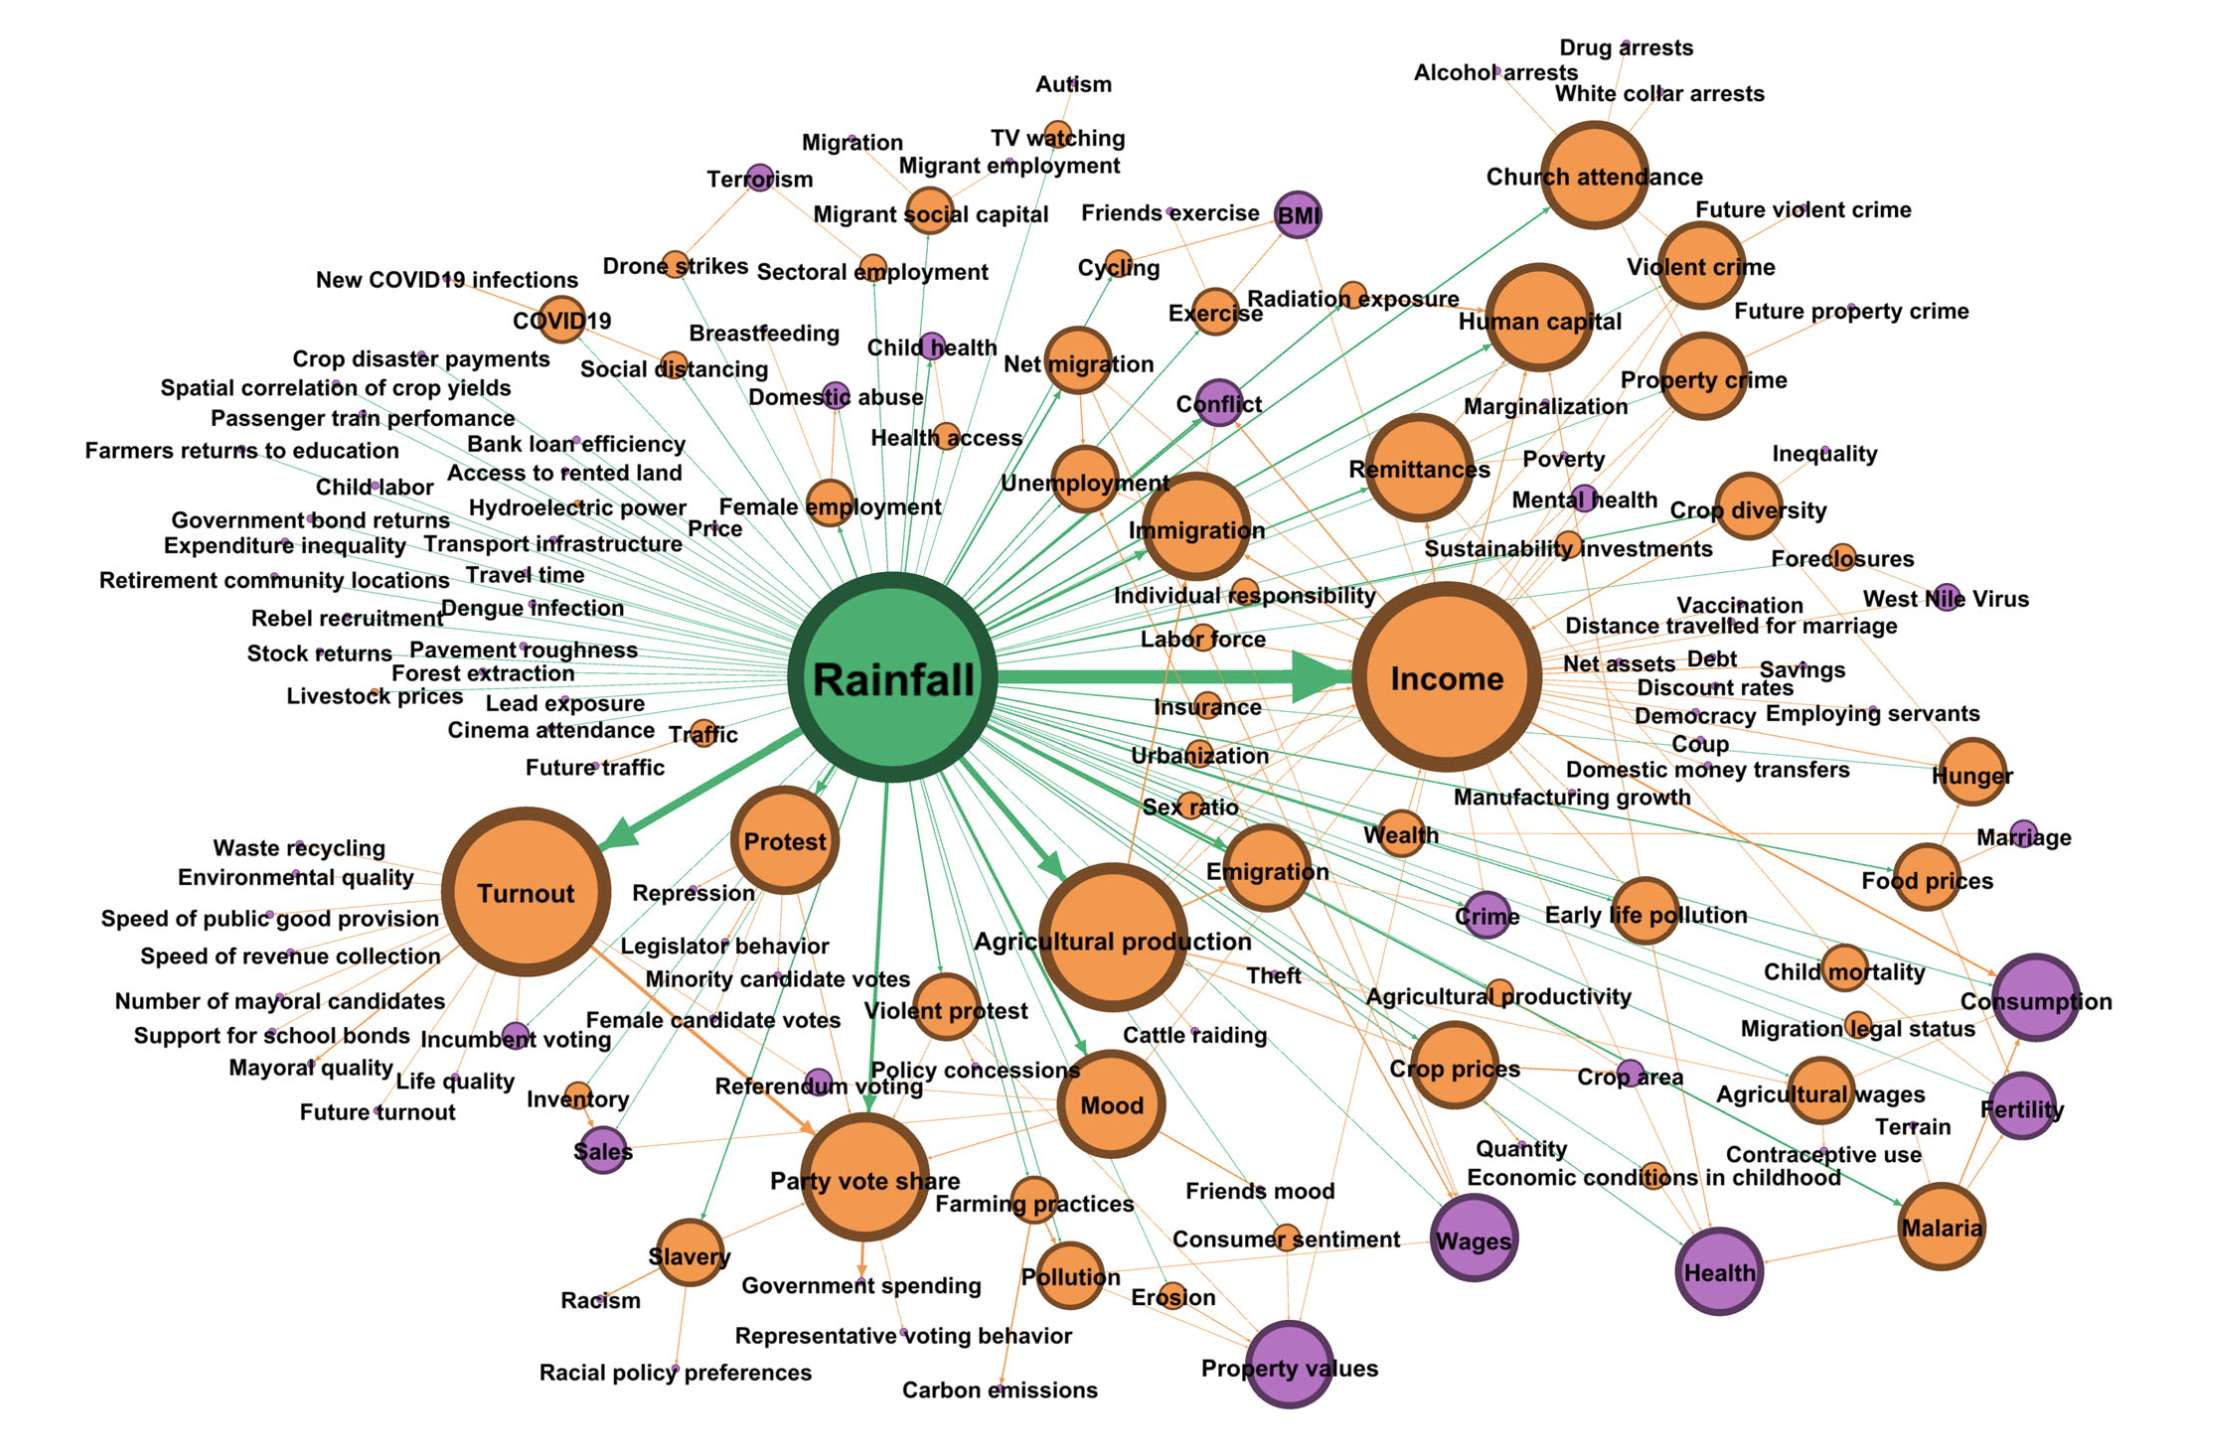 Drug arrests
Alcohol arrests
Autism
White collar arrests
TV watching
Migration
Migrant employment
Church attendance
Terrorism
Future violent crime
Friends exercise
Migrant social capital
BMI
Drone strikes
Violent crime
Cycling
Sectoral employment
New COVID19 infections
Radiation exposure
Future property crime
Exercise
COVID19
Human capital
Breastfeeding
Child health
Crop disaster payments
Net migration
Social distancing
Property crime
Spatial correlation of crop yields
Domestic abuse
Conflict
Marginalization
Passenger train perfomance
Health access
Bank loan efficiency
Farmers returns to education
Inequality
Poverty
Remittances
Access to rented land
Unemployment
Child labor
Mental health
Female employment
Hydroelectric power
Crop diversity
Government bond returns
Price
Immigration
Transport infrastructure
Expenditure inequality
Sustainability investments
Foreclosures
Travel time
Retirement community locations
Individual responsibility
West Nile Virus
Vaccination
Dengue infection
Rebel recruitment
Distance travelled for marriage
Labor force
Pavement roughness
Stock returns
Debt
Net assets
Savings
Forest extraction
Rainfall
Income
Discount rates
Livestock prices
Lead exposure
Insurance
Employing servants
Democracy
Cinema attendance
Traffic
Coup
Urbanization
Future traffic
Domestic money transfers
Hunger
Manufacturing growth
Sex ratio
Wealth
Marriage
Protest
Waste recycling
Emigration
Environmental quality
Food prices
Turnout
Repression
Crime
Early life pollution
Speed of public good provision
Agricultural production
Legislator behavior
Speed of revenue collection
Child mortality
Theft
Minority candidate votes
Agricultural productivity
Number of mayoral candidates
Consumption
Violent protest
Female candidate votes
Migration legal status
Cattle raiding
Support for school bonds
Incumbent voting
Mayoral quality
Crop prices
Policy concessions
Crop area
Life quality
Referendum voting
Agricultural wages
Inventory
Mood
Fertility
Future turnout
Terrain
Quantity
Sales
Contraceptive use
Economic conditions in childhood
Party vote share
Friends mood
Farming practices
Malaria
Consumer sentiment
Wages
Slavery
Health
Pollution
Government spending
Erosion
Racism
Representative voting behavior
Property values
Racial policy preferences
Carbon emissions